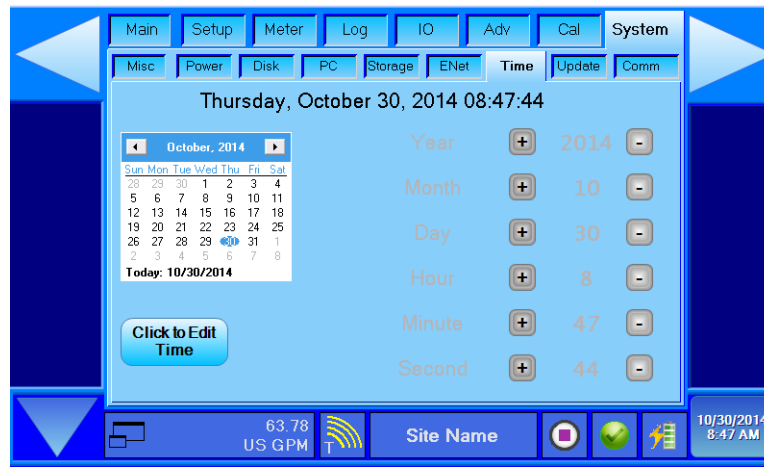 Main Setup Meter Log IO Adv Cal System
Misc Power Disk PC Storage ENet Time Update Comm
Thursday, October 30, 2014 08:47:44
October, 2014
Sun Mon Tue Wed Thu Fri Sat
28 29 30 1 2 3 4
5 6 7 8 9 10 11
12 13 14 15 16 17 18
19 20 21 22 23 24 25
26 27 28 29 30 31 1
2 3 4 5 6 7 8
Today: 10/30/2014
Click to Edit
Time
Year + 2014 -
Month + 10 -
Day + 30 -
Hour + 8 -
Minute + 47 -
Second + 44 -
63.78
US GPM
T
Site Name
10/30/2014
8:47 AM